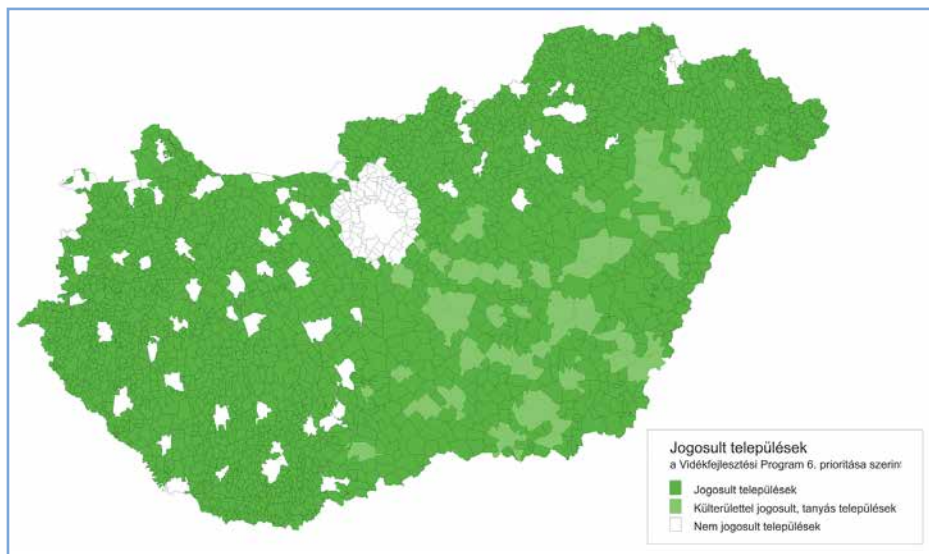 Jogosult települések
a Vidékfejlesztési Program 6. prioritása szerint
Jogosult települések
Külterülettel jogosult, tanyás települések
Nem jogosult települések